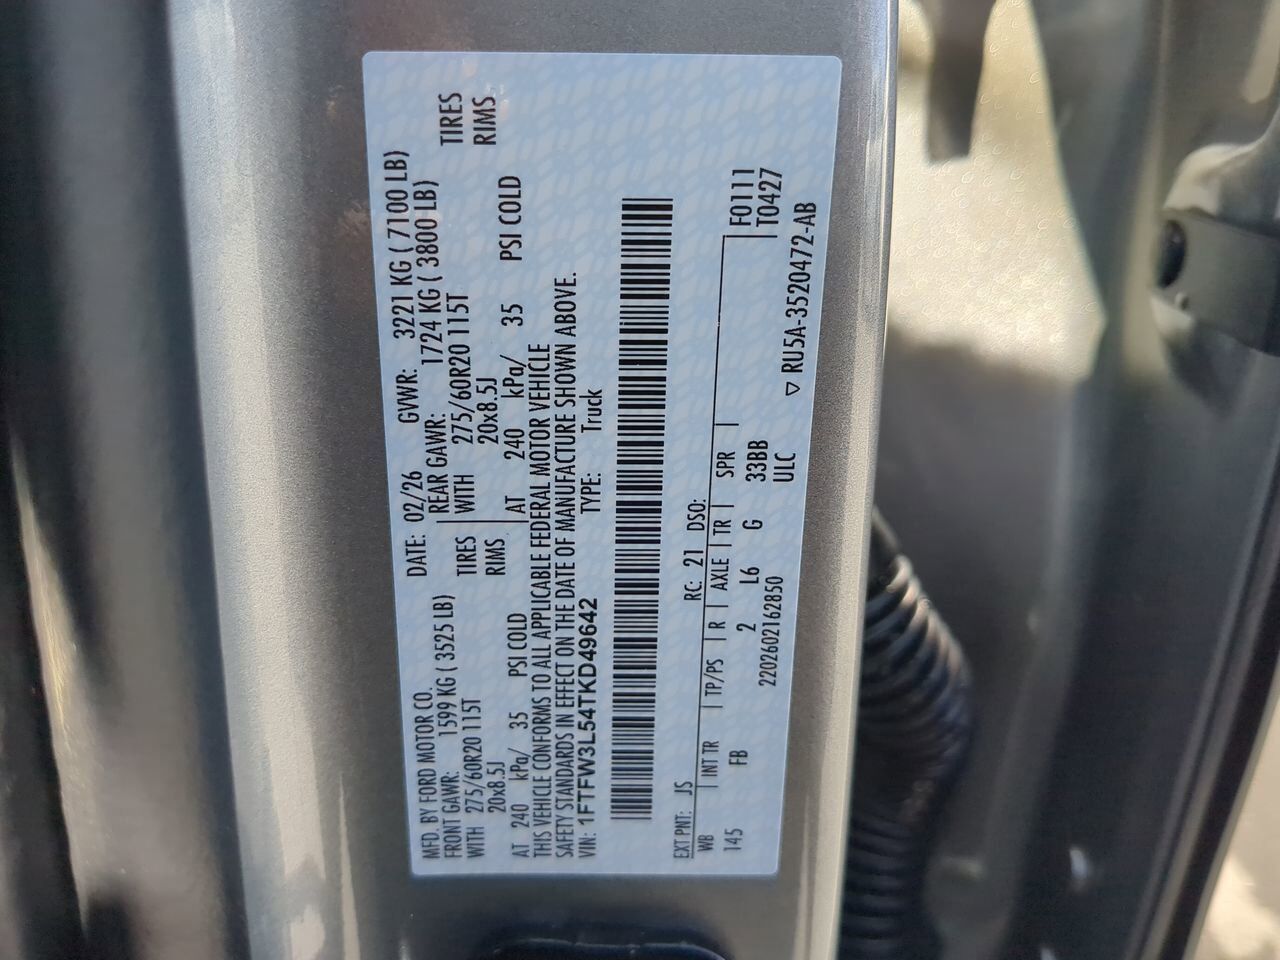 MFD. BY FORD MOTOR CO.
DATE: 02/26 GVWR: 3221 KG ( 7100 LB)
FRONT GAWR: 1599 KG ( 3525 LB) REAR GAWR: 1724 KG ( 3800 LB)
WITH 275/60R20 115T TIRES WITH 275/60R20 115T TIRES
20x8.5J RIMS 20x8.5J RIMS
AT 240 kPa/ 35 PSI COLD AT 240 kPa/ 35 PSI COLD
THIS VEHICLE CONFORMS TO ALL APPLICABLE FEDERAL MOTOR VEHICLE
SAFETY STANDARDS IN EFFECT ON THE DATE OF MANUFACTURE SHOWN ABOVE.
VIN: 1FTFW3L54TKD49642 TYPE: Truck
EXT PNT: JS RC: 21 DSO:
WB INT TR TP/PS R AXLE TR SPR F0111
145 FB 2 L6 G 33BB T0427
2202602162850 ULC
▽ RU5A-3520472-AB